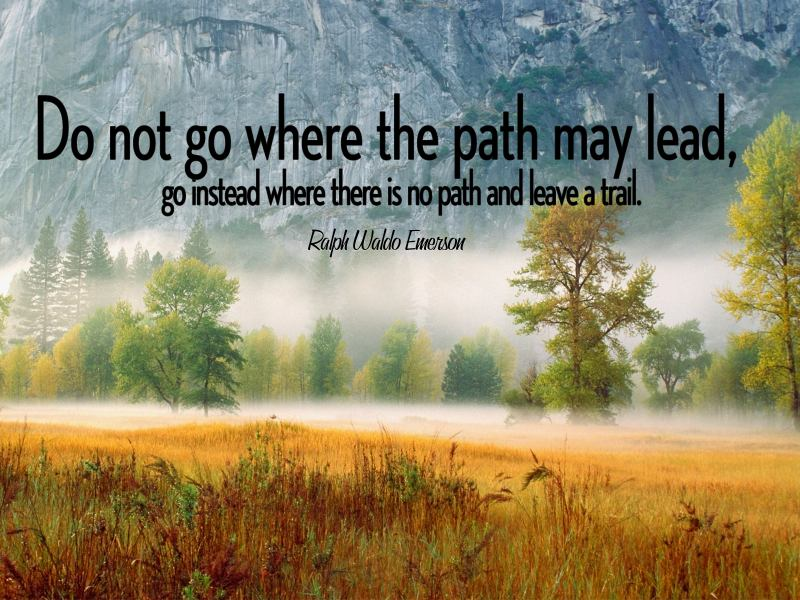 Do not go where the path may lead,
go instead where there is no path and leave a trail.
Ralph Waldo Emerson